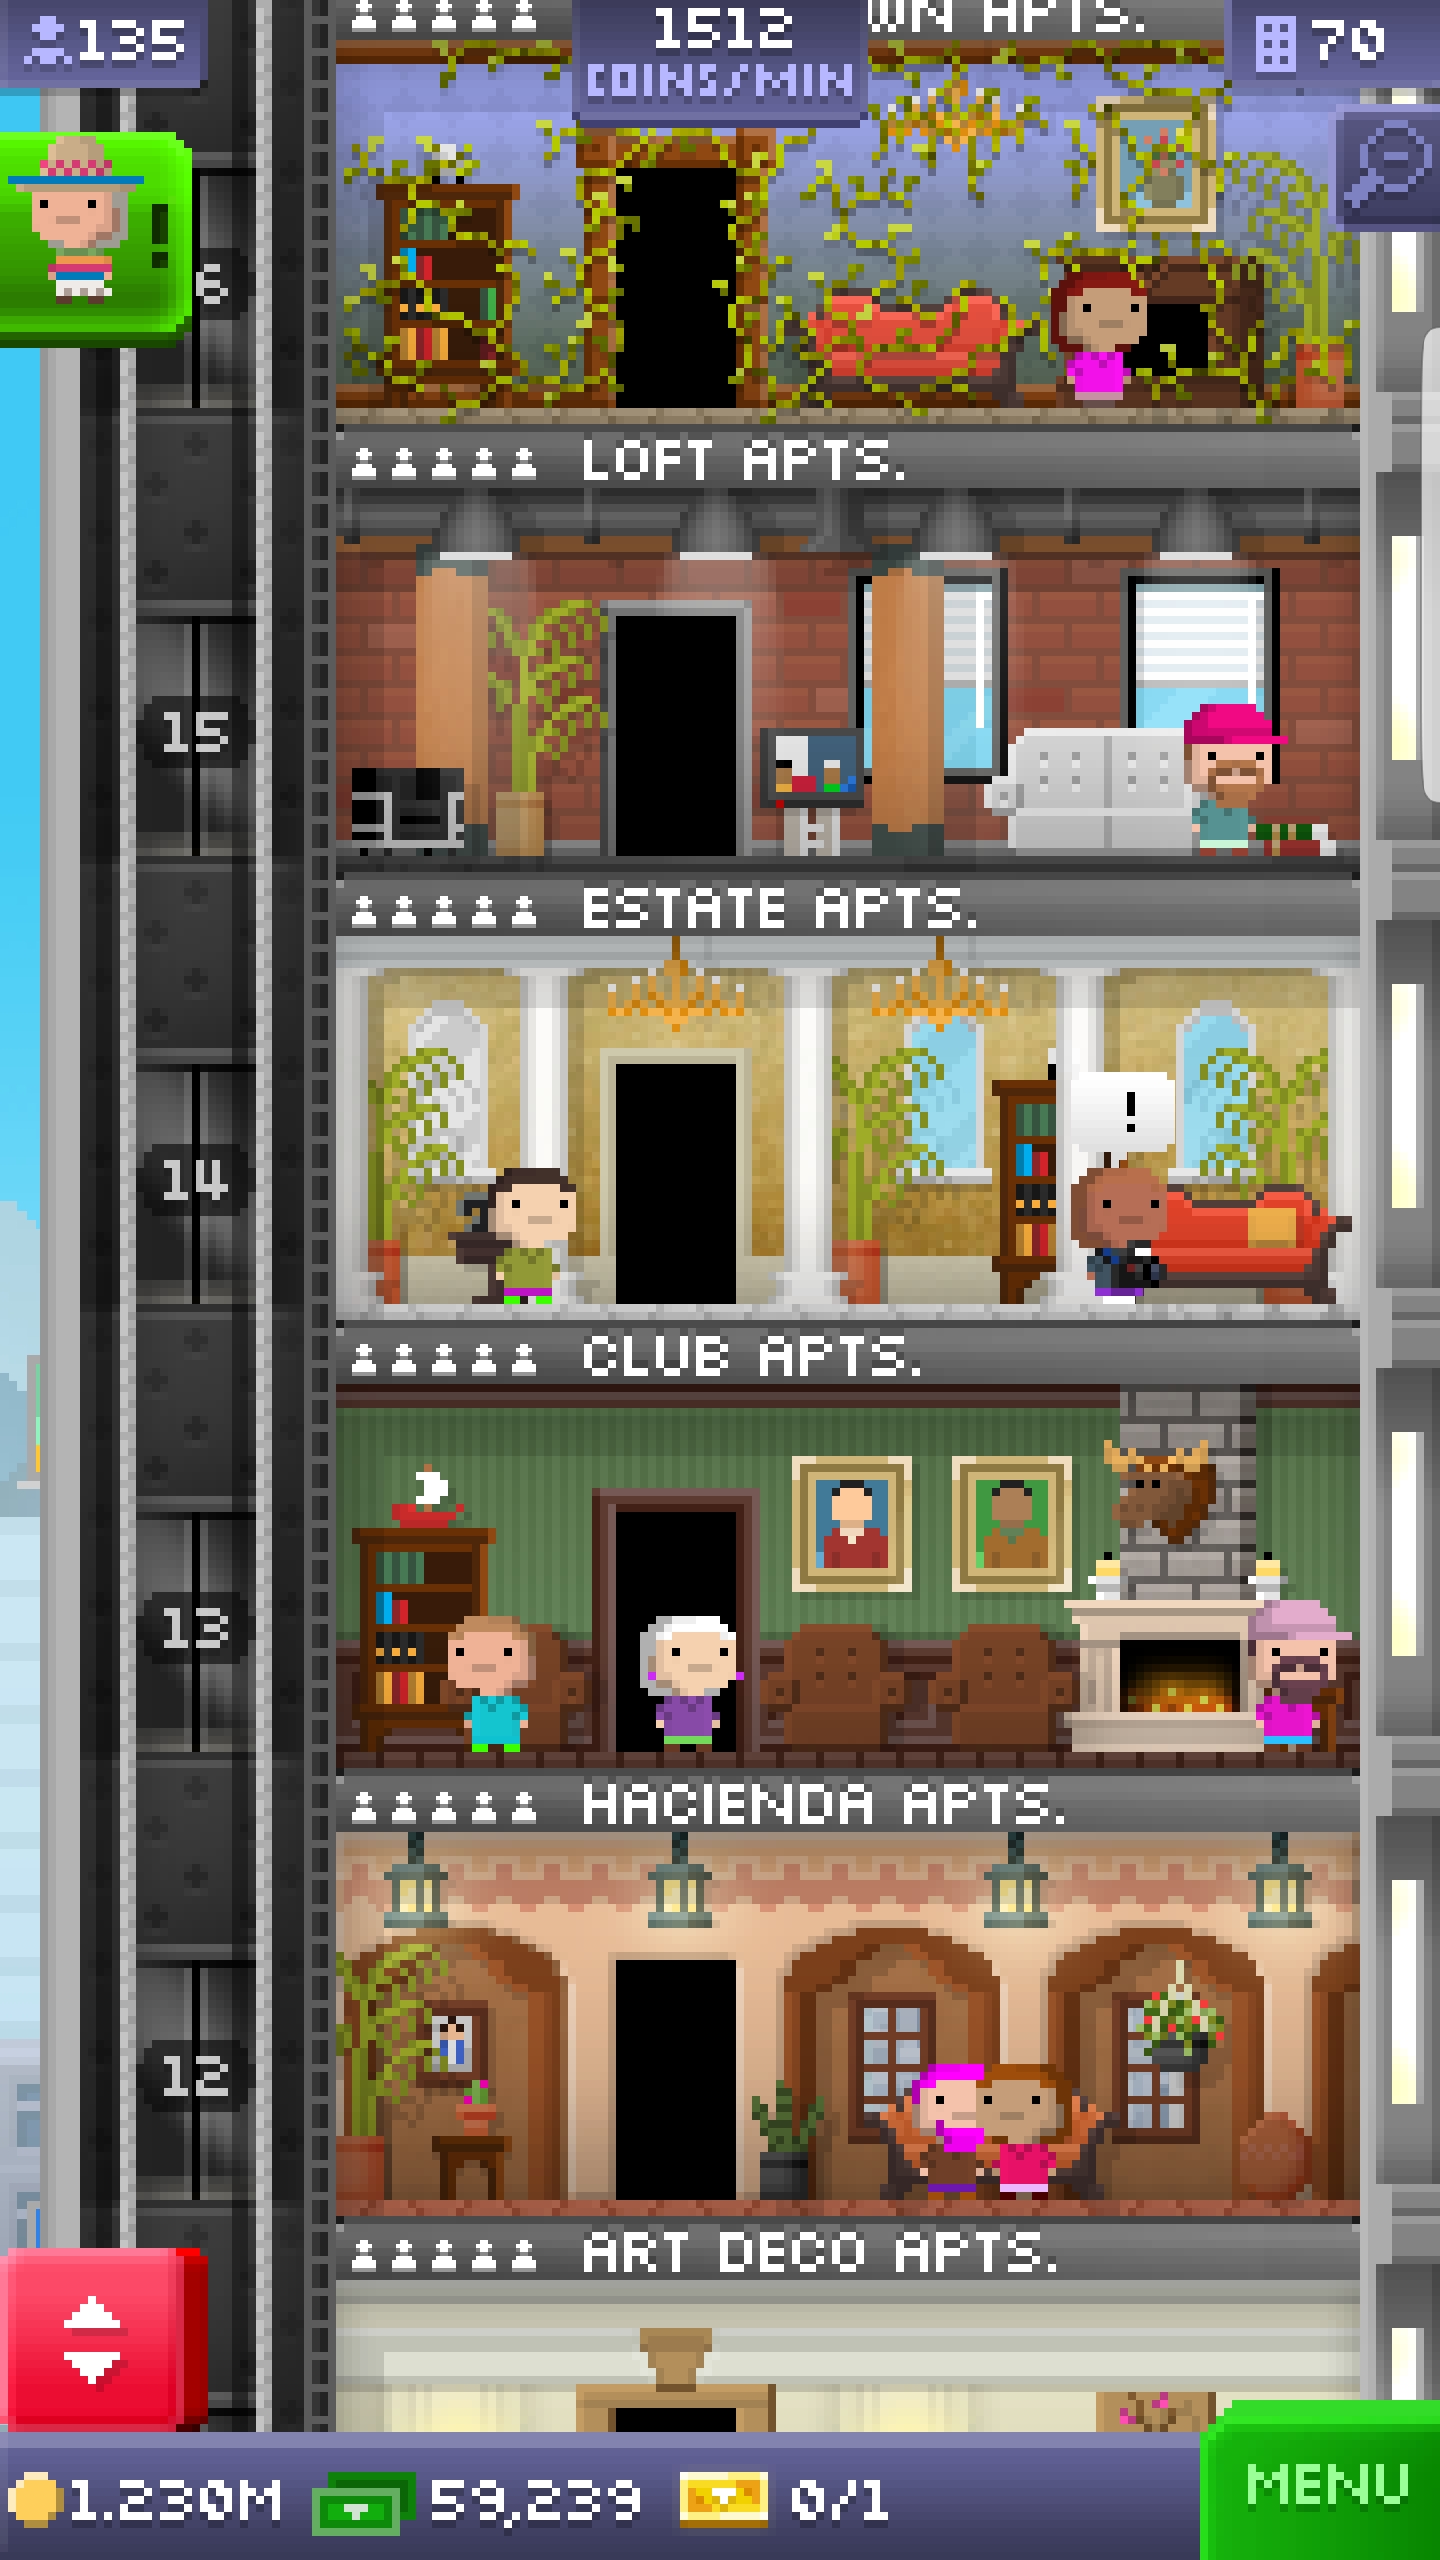 135
1512
COINS/MIN
WN APTS.
70
!
6
LOFT APTS.
15
ESTATE APTS.
!
14
CLUB APTS.
13
HACIENDA APTS.
12
ART DECO APTS.
1.230M
59,239
0/1
MENU